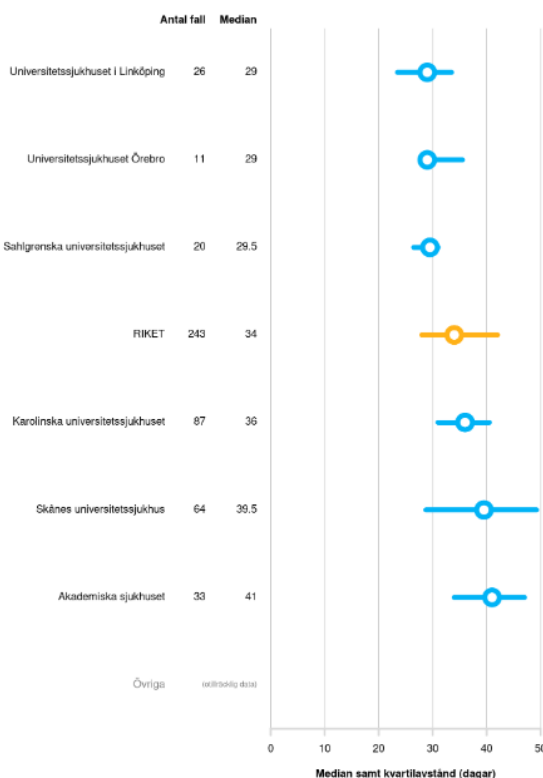 Antal fall Median
Universitetssjukhuset i Linköping 26 29
Universitetssjukhuset Örebro 11 29
Sahlgrenska universitetssjukhuset 20 29.5
RIKET 243 34
Karolinska universitetssjukhuset 87 36
Skånes universitetssjukhus 64 39.5
Akademiska sjukhuset 33 41
Övriga (otillräcklig data)
0 10 20 30 40 50
Median samt kvartilavstånd (dagar)